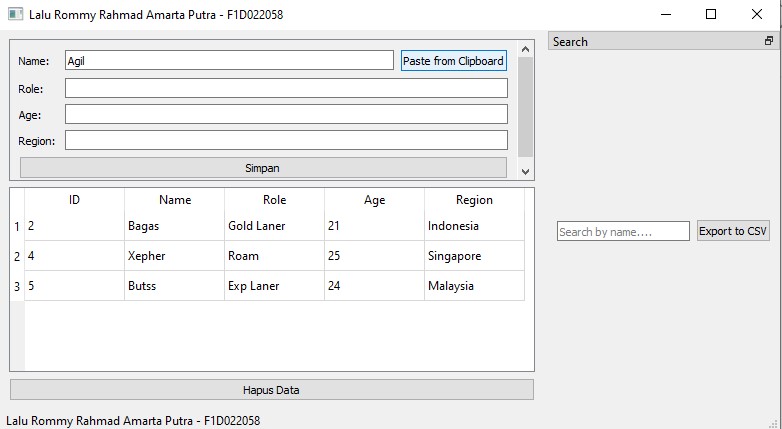 Lalu Rommy Rahmad Amarta Putra - F1D022058
Search
Name: Agil Paste from Clipboard
Role:
Age:
Region:
Simpan
ID Name Role Age Region
1 2 Bagas Gold Laner 21 Indonesia
2 4 Xepher Roam 25 Singapore
3 5 Butss Exp Laner 24 Malaysia
Search by name.... Export to CSV
Hapus Data
Lalu Rommy Rahmad Amarta Putra - F1D022058